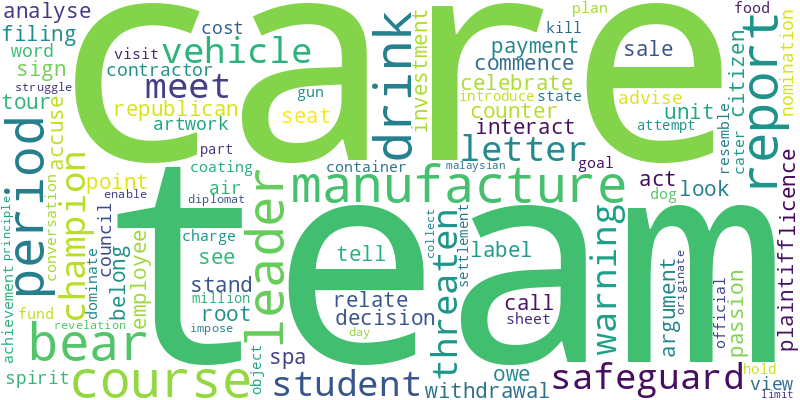 care
team
analyse
filing
word
sign
visit
struggle
tour
cost
vehicle
contractor
meet
republican
gun
seat
artwork
part
coating
container
air
diplomat
drink
investment
plan
kill
food
payment
commence
sale
celebrate
introduce
state
advise
counter
unit
interact
attempt
letter
malaysian
goal
citizen
report
nomination
resemble
cater
plaintiff
licence
act
look
dog
manufacture
period
accuse
champion
conversation
principle
point
enable
council
dominate
belong
employee
achievement
fund
revelation
bear
spirit
course
charge
see
stand
million
root
impose
leader
object
spa
student
tell
relate
decision
day
collect
settlement
threaten
label
call
sheet
owe
withdrawal
warning
safeguard
argument
originate
official
passion
hold
view
limit